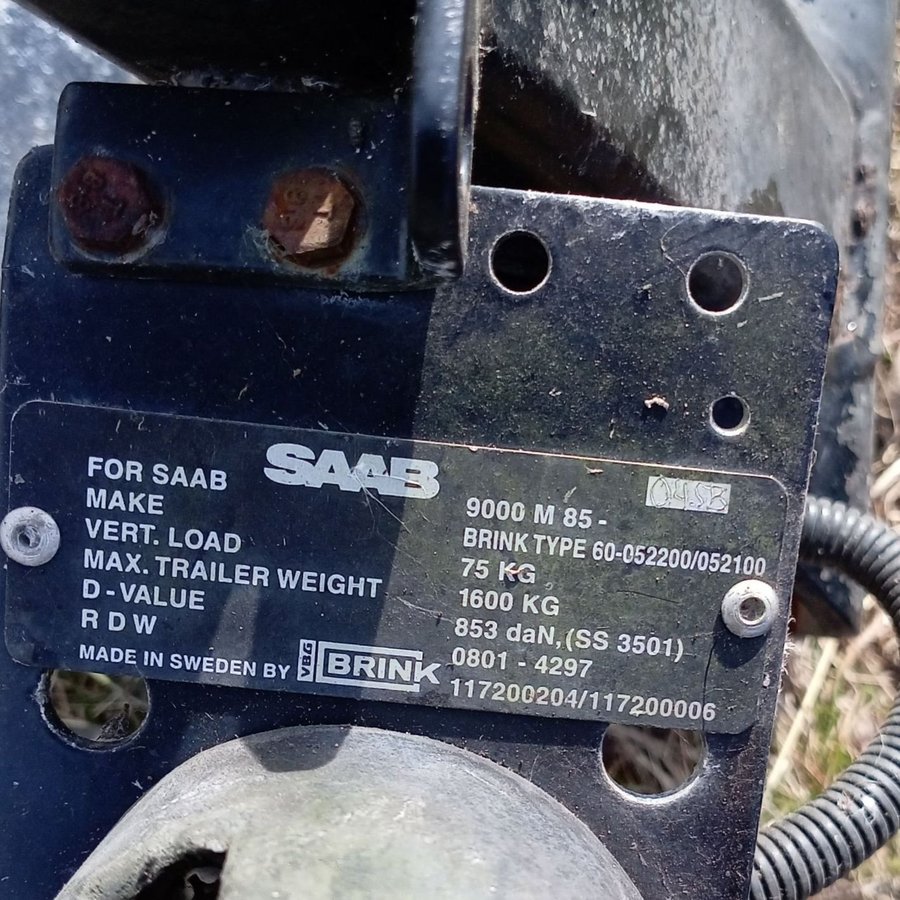 SAAB
FOR SAAB 9000 M 85 -
MAKE BRINK TYPE 60-052200/052100
VERT. LOAD 75 KG
MAX. TRAILER WEIGHT 1600 KG
D - VALUE 853 daN, (SS 3501)
R D W 0801 - 4297
MADE IN SWEDEN BY VBG BRINK 117200204/117200006